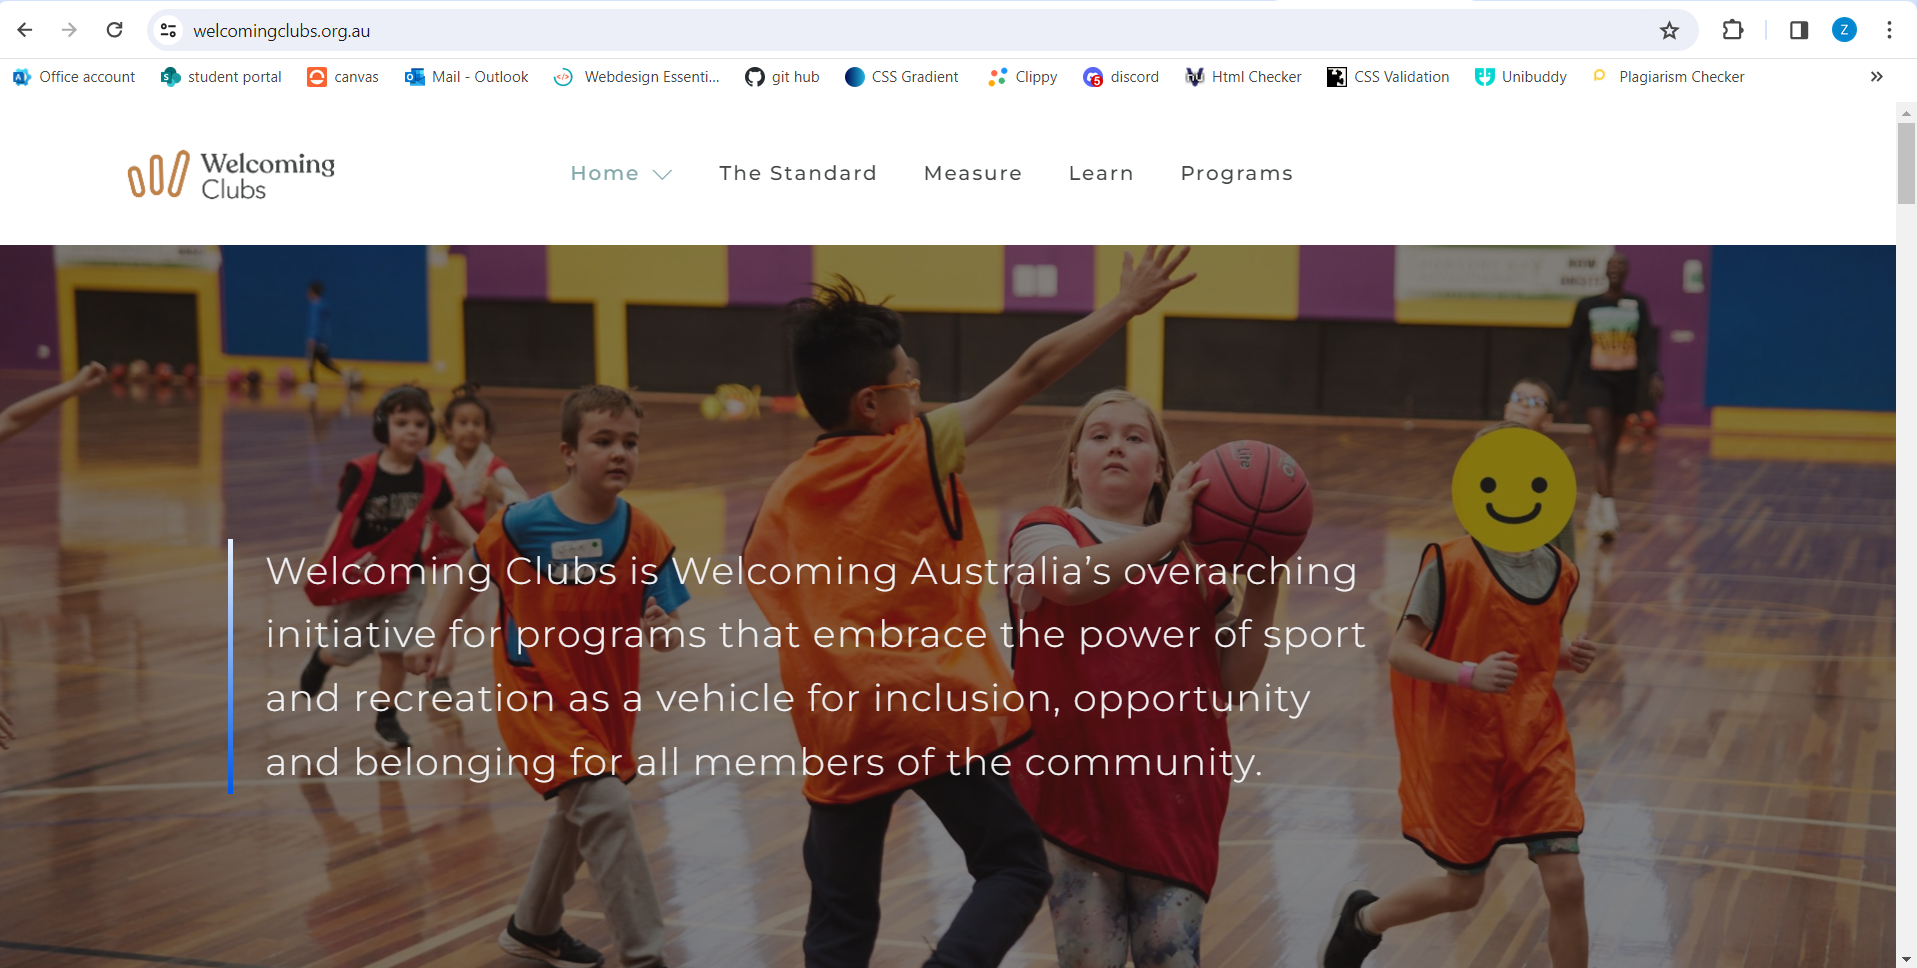 welcomingclubs.org.au
Z
Office account
student portal
canvas
Mail - Outlook
Webdesign Essenti...
git hub
CSS Gradient
Clippy
5
discord
Html Checker
CSS Validation
Unibuddy
Plagiarism Checker
Welcoming
Clubs
Home
The Standard
Measure
Learn
Programs
Welcoming Clubs is Welcoming Australia’s overarching
initiative for programs that embrace the power of sport
and recreation as a vehicle for inclusion, opportunity
and belonging for all members of the community.